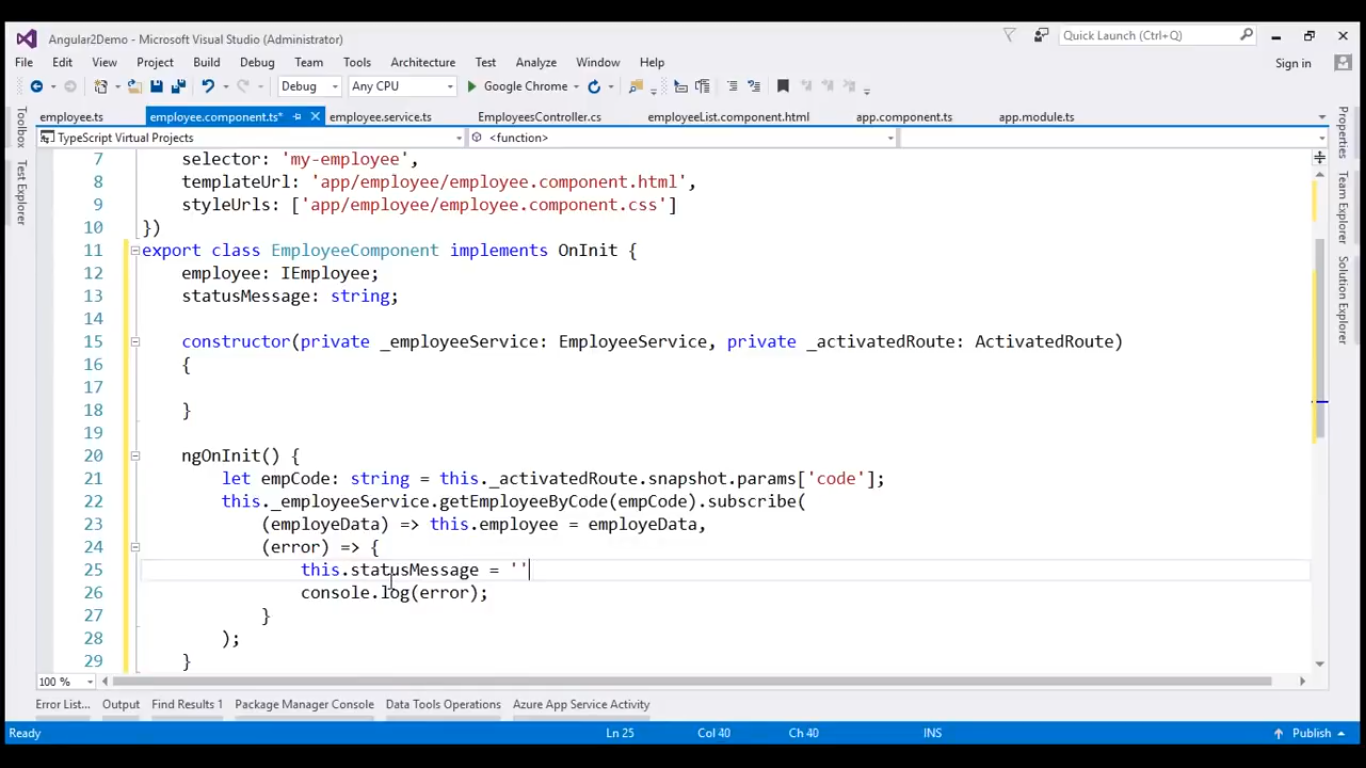 Angular2Demo - Microsoft Visual Studio (Administrator)
Quick Launch (Ctrl+Q)
File Edit View Project Build Debug Team Tools Architecture Test Analyze Window Help
Sign in
Debug Any CPU Google Chrome
employee.ts employee.component.ts* employee.service.ts EmployeesController.cs employeeList.component.html app.component.ts app.module.ts
TypeScript Virtual Projects <function>
Toolbox
Test Explorer
7 selector: 'my-employee',
8 templateUrl: 'app/employee/employee.component.html',
9 styleUrls: ['app/employee/employee.component.css']
10 })
11 export class EmployeeComponent implements OnInit {
12 employee: IEmployee;
13 statusMessage: string;
14
15 constructor(private _employeeService: EmployeeService, private _activatedRoute: ActivatedRoute)
16 {
17
18 }
19
20 ngOnInit() {
21 let empCode: string = this._activatedRoute.snapshot.params['code'];
22 this._employeeService.getEmployeeByCode(empCode).subscribe(
23 (employeData) => this.employee = employeData,
24 (error) => {
25 this.statusMessage = ''
26 console.log(error);
27 }
28 );
29 }
Properties
Team Explorer
Solution Explorer
100 %
Error List... Output Find Results 1 Package Manager Console Data Tools Operations Azure App Service Activity
Ready Ln 25 Col 40 Ch 40 INS Publish